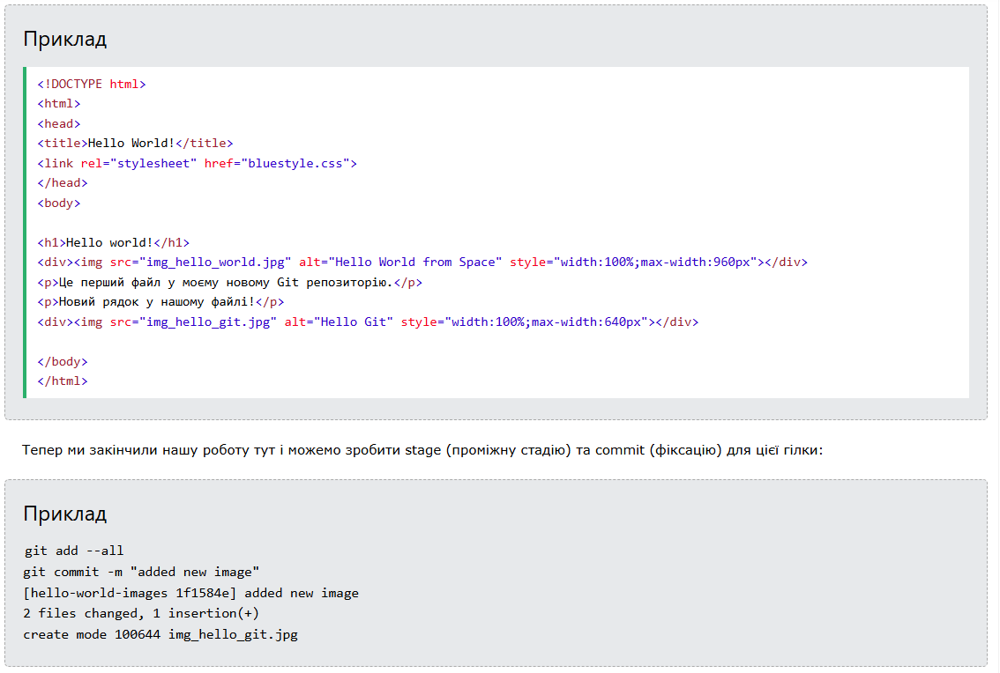 Приклад
<!DOCTYPE html>
<html>
<head>
<title>Hello World!</title>
<link rel="stylesheet" href="bluestyle.css">
</head>
<body>
<h1>Hello world!</h1>
<div><img src="img_hello_world.jpg" alt="Hello World from Space" style="width:100%;max-width:960px"></div>
<p>Це перший файл у моєму новому Git репозиторію.</p>
<p>Новий рядок у нашому файлі!</p>
<div><img src="img_hello_git.jpg" alt="Hello Git" style="width:100%;max-width:640px"></div>
</body>
</html>
Тепер ми закінчили нашу роботу тут і можемо зробити stage (проміжну стадію) та commit (фіксацію) для цієї гілки:
Приклад
git add --all
git commit -m "added new image"
[hello-world-images 1f1584e] added new image
2 files changed, 1 insertion(+)
create mode 100644 img_hello_git.jpg